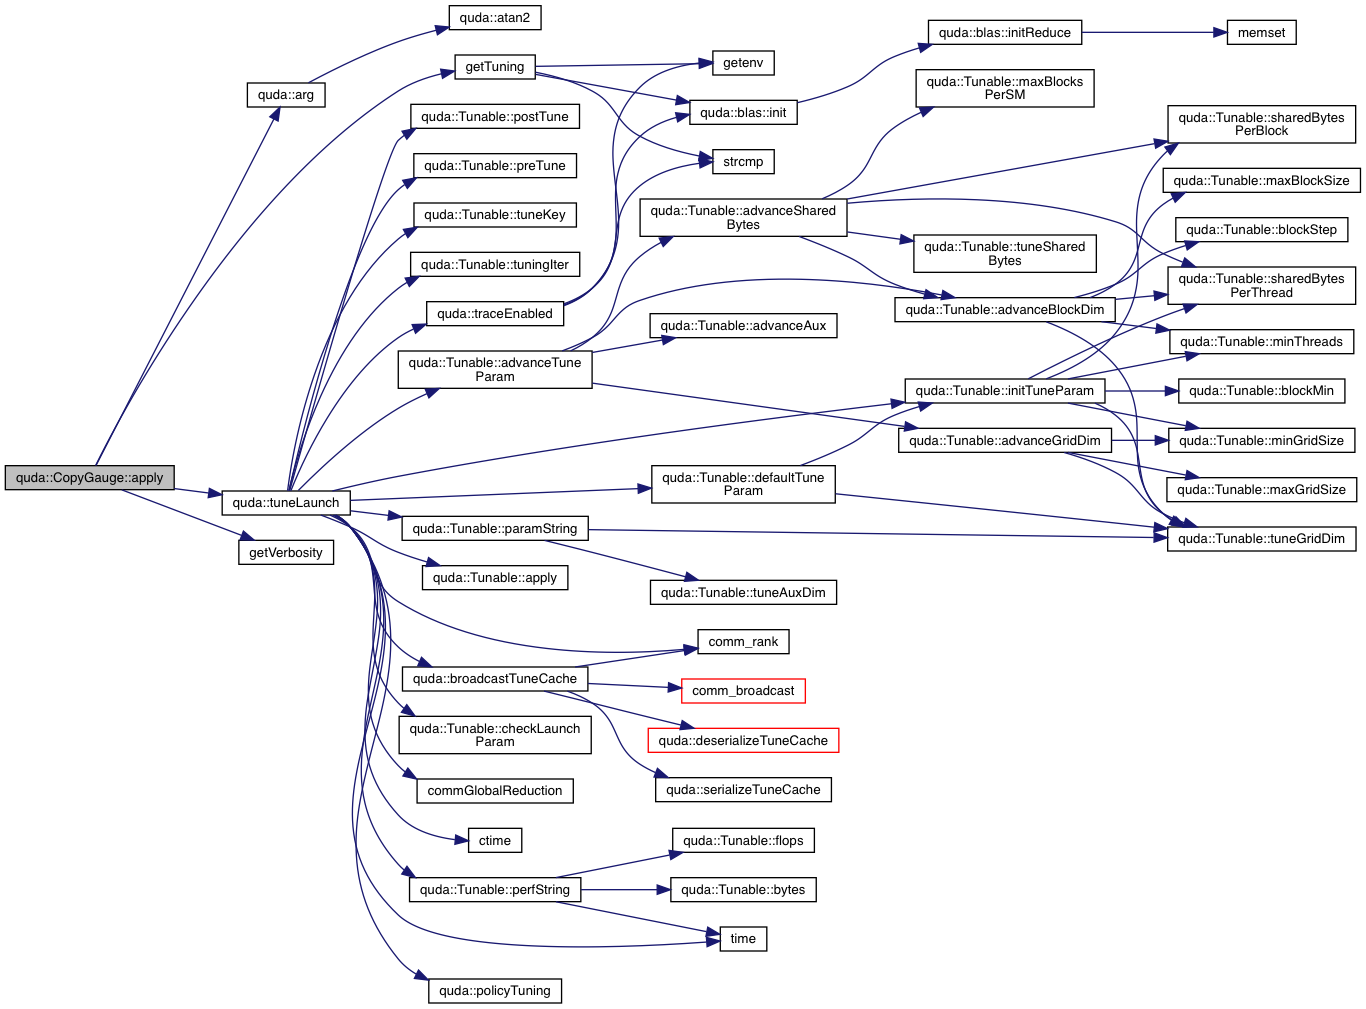 quda::CopyGauge::apply
quda::arg
quda::atan2
getTuning
quda::tuneLaunch
getVerbosity
quda::Tunable::postTune
quda::Tunable::preTune
quda::Tunable::tuneKey
quda::Tunable::tuningIter
quda::traceEnabled
quda::Tunable::advanceTune
Param
quda::Tunable::paramString
quda::Tunable::apply
quda::broadcastTuneCache
quda::Tunable::checkLaunch
Param
commGlobalReduction
ctime
quda::Tunable::perfString
quda::policyTuning
getenv
quda::blas::init
strcmp
quda::Tunable::advanceShared
Bytes
quda::Tunable::advanceAux
quda::Tunable::defaultTune
Param
quda::Tunable::tuneAuxDim
comm_rank
comm_broadcast
quda::deserializeTuneCache
quda::serializeTuneCache
quda::Tunable::flops
quda::Tunable::bytes
time
quda::blas::initReduce
quda::Tunable::maxBlocks
PerSM
quda::Tunable::tuneShared
Bytes
quda::Tunable::advanceBlockDim
quda::Tunable::initTuneParam
quda::Tunable::advanceGridDim
memset
quda::Tunable::sharedBytes
PerBlock
quda::Tunable::maxBlockSize
quda::Tunable::blockStep
quda::Tunable::sharedBytes
PerThread
quda::Tunable::minThreads
quda::Tunable::blockMin
quda::Tunable::minGridSize
quda::Tunable::maxGridSize
quda::Tunable::tuneGridDim